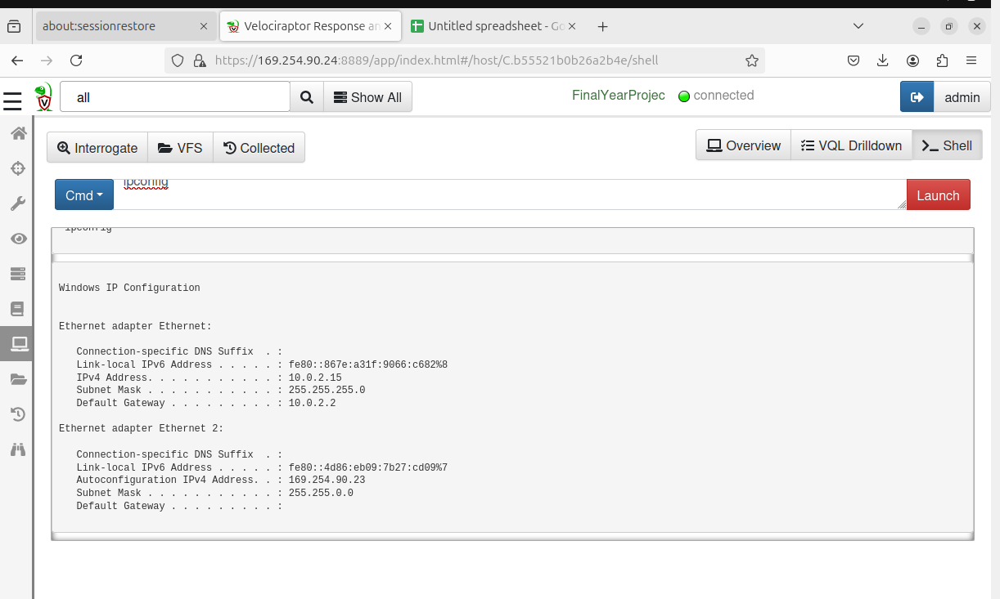 about:sessionrestore
Velociraptor Response an
Untitled spreadsheet - Go
https://169.254.90.24:8889/app/index.html#/host/C.b55521b0b26a2b4e/shell
all
Show All
FinalYearProjec
connected
admin
Interrogate
VFS
Collected
Overview
VQL Drilldown
Shell
Cmd
ipconfig
Launch
ipconfig
Windows IP Configuration
Ethernet adapter Ethernet:
Connection-specific DNS Suffix  . :
Link-local IPv6 Address . . . . . : fe80::867e:a31f:9066:c682%8
IPv4 Address. . . . . . . . . . . : 10.0.2.15
Subnet Mask . . . . . . . . . . . : 255.255.255.0
Default Gateway . . . . . . . . . : 10.0.2.2
Ethernet adapter Ethernet 2:
Connection-specific DNS Suffix  . :
Link-local IPv6 Address . . . . . : fe80::4d86:eb09:7b27:cd09%7
Autoconfiguration IPv4 Address. . : 169.254.90.23
Subnet Mask . . . . . . . . . . . : 255.255.0.0
Default Gateway . . . . . . . . . :